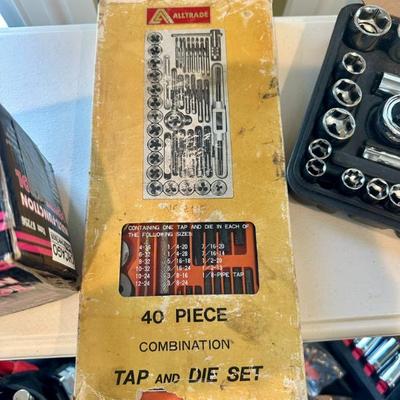 ALLTRADE
CONTAINING ONE TAP AND DIE IN EACH OF
THE FOLLOWING SIZES:
4-36 1/4-20 7/16-20
6-32 1/4-28 7/16-14
8-32 5/16-18 1/2-20
10-32 5/16-24 1/2-13
10-24 3/8-16 1/8-PIPE TAP
12-24 3/8-24
40 PIECE
COMBINATION
TAP AND DIE SET
CHICAGO